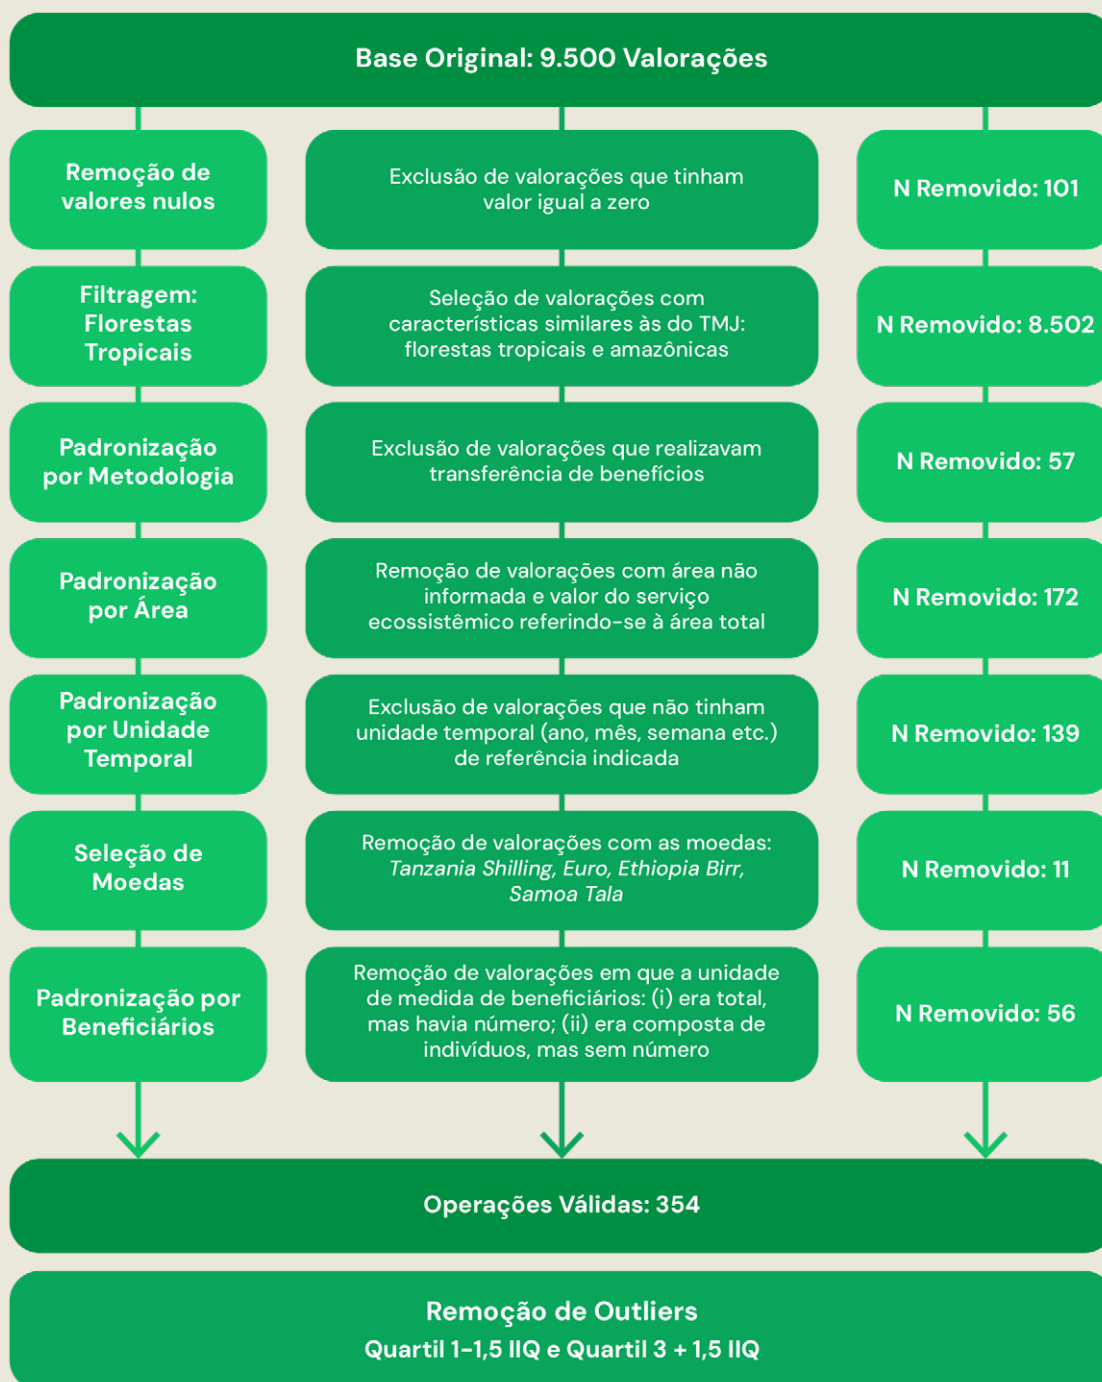 Base Original: 9.500 Valorações
Remoção de
valores nulos
Exclusão de valorações que tinham
valor igual a zero
N Removido: 101
Filtragem:
Florestas
Tropicais
Seleção de valorações com
características similares às do TMJ:
florestas tropicais e amazônicas
N Removido: 8.502
Padronização
por Metodologia
Exclusão de valorações que realizavam
transferência de benefícios
N Removido: 57
Padronização
por Área
Remoção de valorações com área não
informada e valor do serviço
ecossistêmico referindo-se à área total
N Removido: 172
Padronização
por Unidade
Temporal
Exclusão de valorações que não tinham
unidade temporal (ano, mês, semana etc.)
de referência indicada
N Removido: 139
Seleção de
Moedas
Remoção de valorações com as moedas:
Tanzania Shilling, Euro, Ethiopia Birr,
Samoa Tala
N Removido: 11
Padronização por
Beneficiários
Remoção de valorações em que a unidade
de medida de beneficiários: (i) era total,
mas havia número; (ii) era composta de
indivíduos, mas sem número
N Removido: 56
Operações Válidas: 354
Remoção de Outliers
Quartil 1-1,5 IIQ e Quartil 3 + 1,5 IIQ